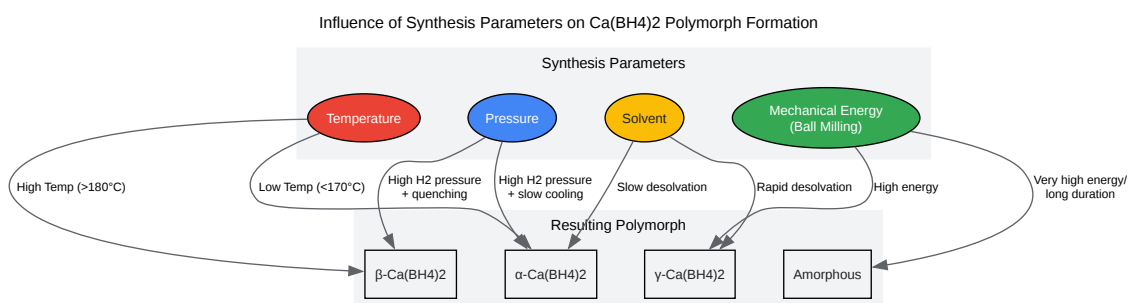 Influence of Synthesis Parameters on Ca(BH4)2 Polymorph Formation
Synthesis Parameters
Temperature
Pressure
Solvent
Mechanical Energy
(Ball Milling)
High Temp (>180°C)
Low Temp (<170°C)
High H2 pressure
+ quenching
High H2 pressure
+ slow cooling
Slow desolvation
Rapid desolvation
High energy
Very high energy/
long duration
Resulting Polymorph
β-Ca(BH4)2
α-Ca(BH4)2
γ-Ca(BH4)2
Amorphous